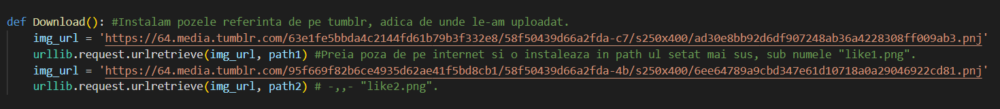 def Download(): #Instalam pozele referinta de pe tumblr, adica de unde le-am uploadat.
    img_url = 'https://64.media.tumblr.com/63e1fe5bbda4c2144fd61b79b3f332e8/58f50439d66a2fda-c7/s250x400/ad30e8bb92d6df907248ab36a4228308ff009ab3.pnj'
    urllib.request.urlretrieve(img_url, path1) #Preia poza de pe internet si o instaleaza in path ul setat mai sus, sub numele "like1.png".
    img_url = 'https://64.media.tumblr.com/95f669f82b6ce4935d62ae41f5bd8cb1/58f50439d66a2fda-4b/s250x400/6ee64789a9cbd347e61d10718a0a29046922cd81.pnj'
    urllib.request.urlretrieve(img_url, path2) # -,,- "like2.png".